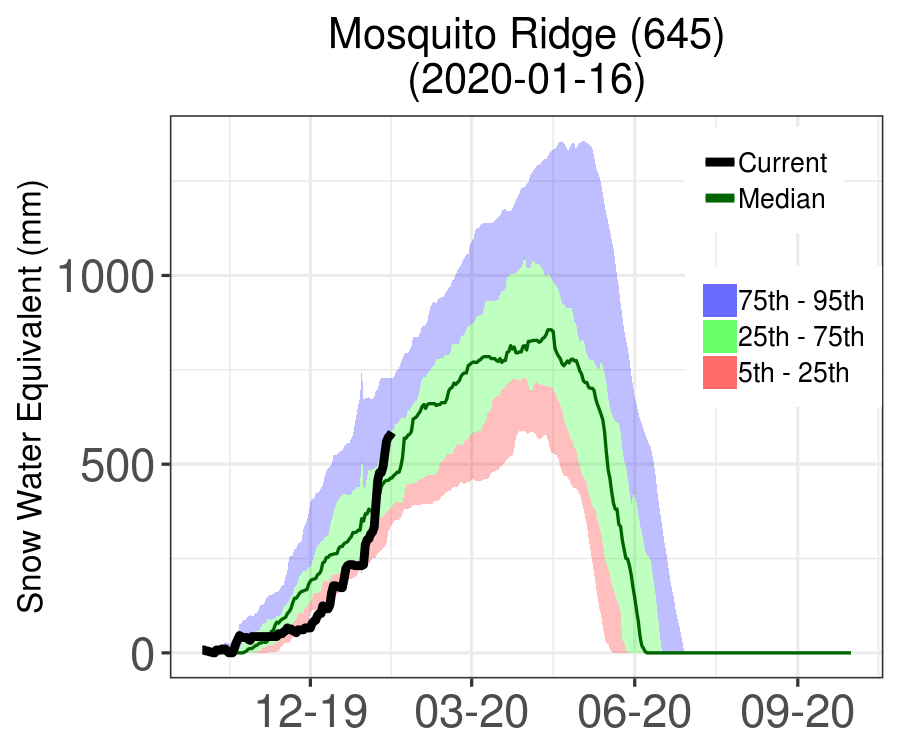 Mosquito Ridge (645)
(2020-01-16)
Snow Water Equivalent (mm)
1000
500
0
12-19
03-20
06-20
09-20
Current
Median
75th - 95th
25th - 75th
5th - 25th